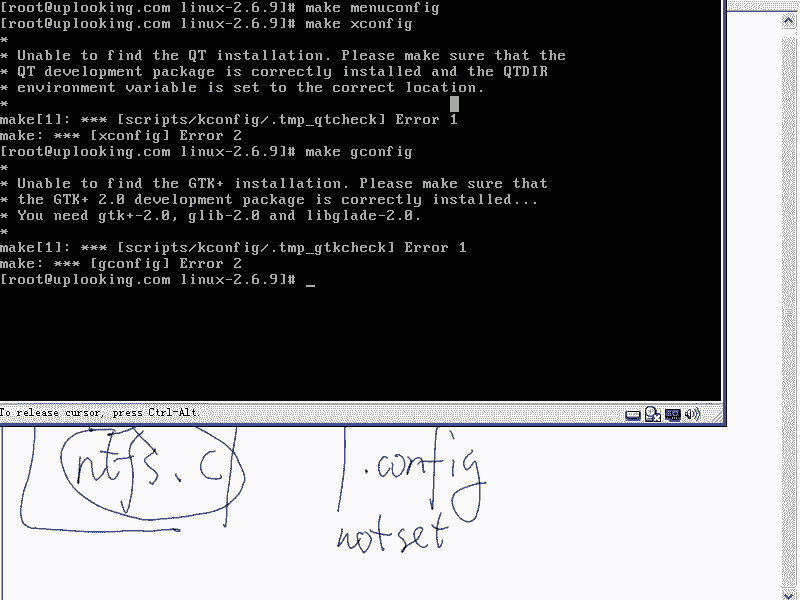 [root@uplooking.com linux-2.6.9]# make menuconfig
[root@uplooking.com linux-2.6.9]# make xconfig
*
* Unable to find the QT installation. Please make sure that the
* QT development package is correctly installed and the QTDIR
* environment variable is set to the correct location.
*
make[1]: *** [scripts/kconfig/.tmp_qtcheck] Error 1
make: *** [xconfig] Error 2
[root@uplooking.com linux-2.6.9]# make gconfig
*
* Unable to find the GTK+ installation. Please make sure that
* the GTK+ 2.0 development package is correctly installed...
* You need gtk+-2.0, glib-2.0 and libglade-2.0.
*
make[1]: *** [scripts/kconfig/.tmp_gtkcheck] Error 1
make: *** [gconfig] Error 2
[root@uplooking.com linux-2.6.9]# _
To release cursor, press Ctrl-Alt.
ntfs.c .config
not set